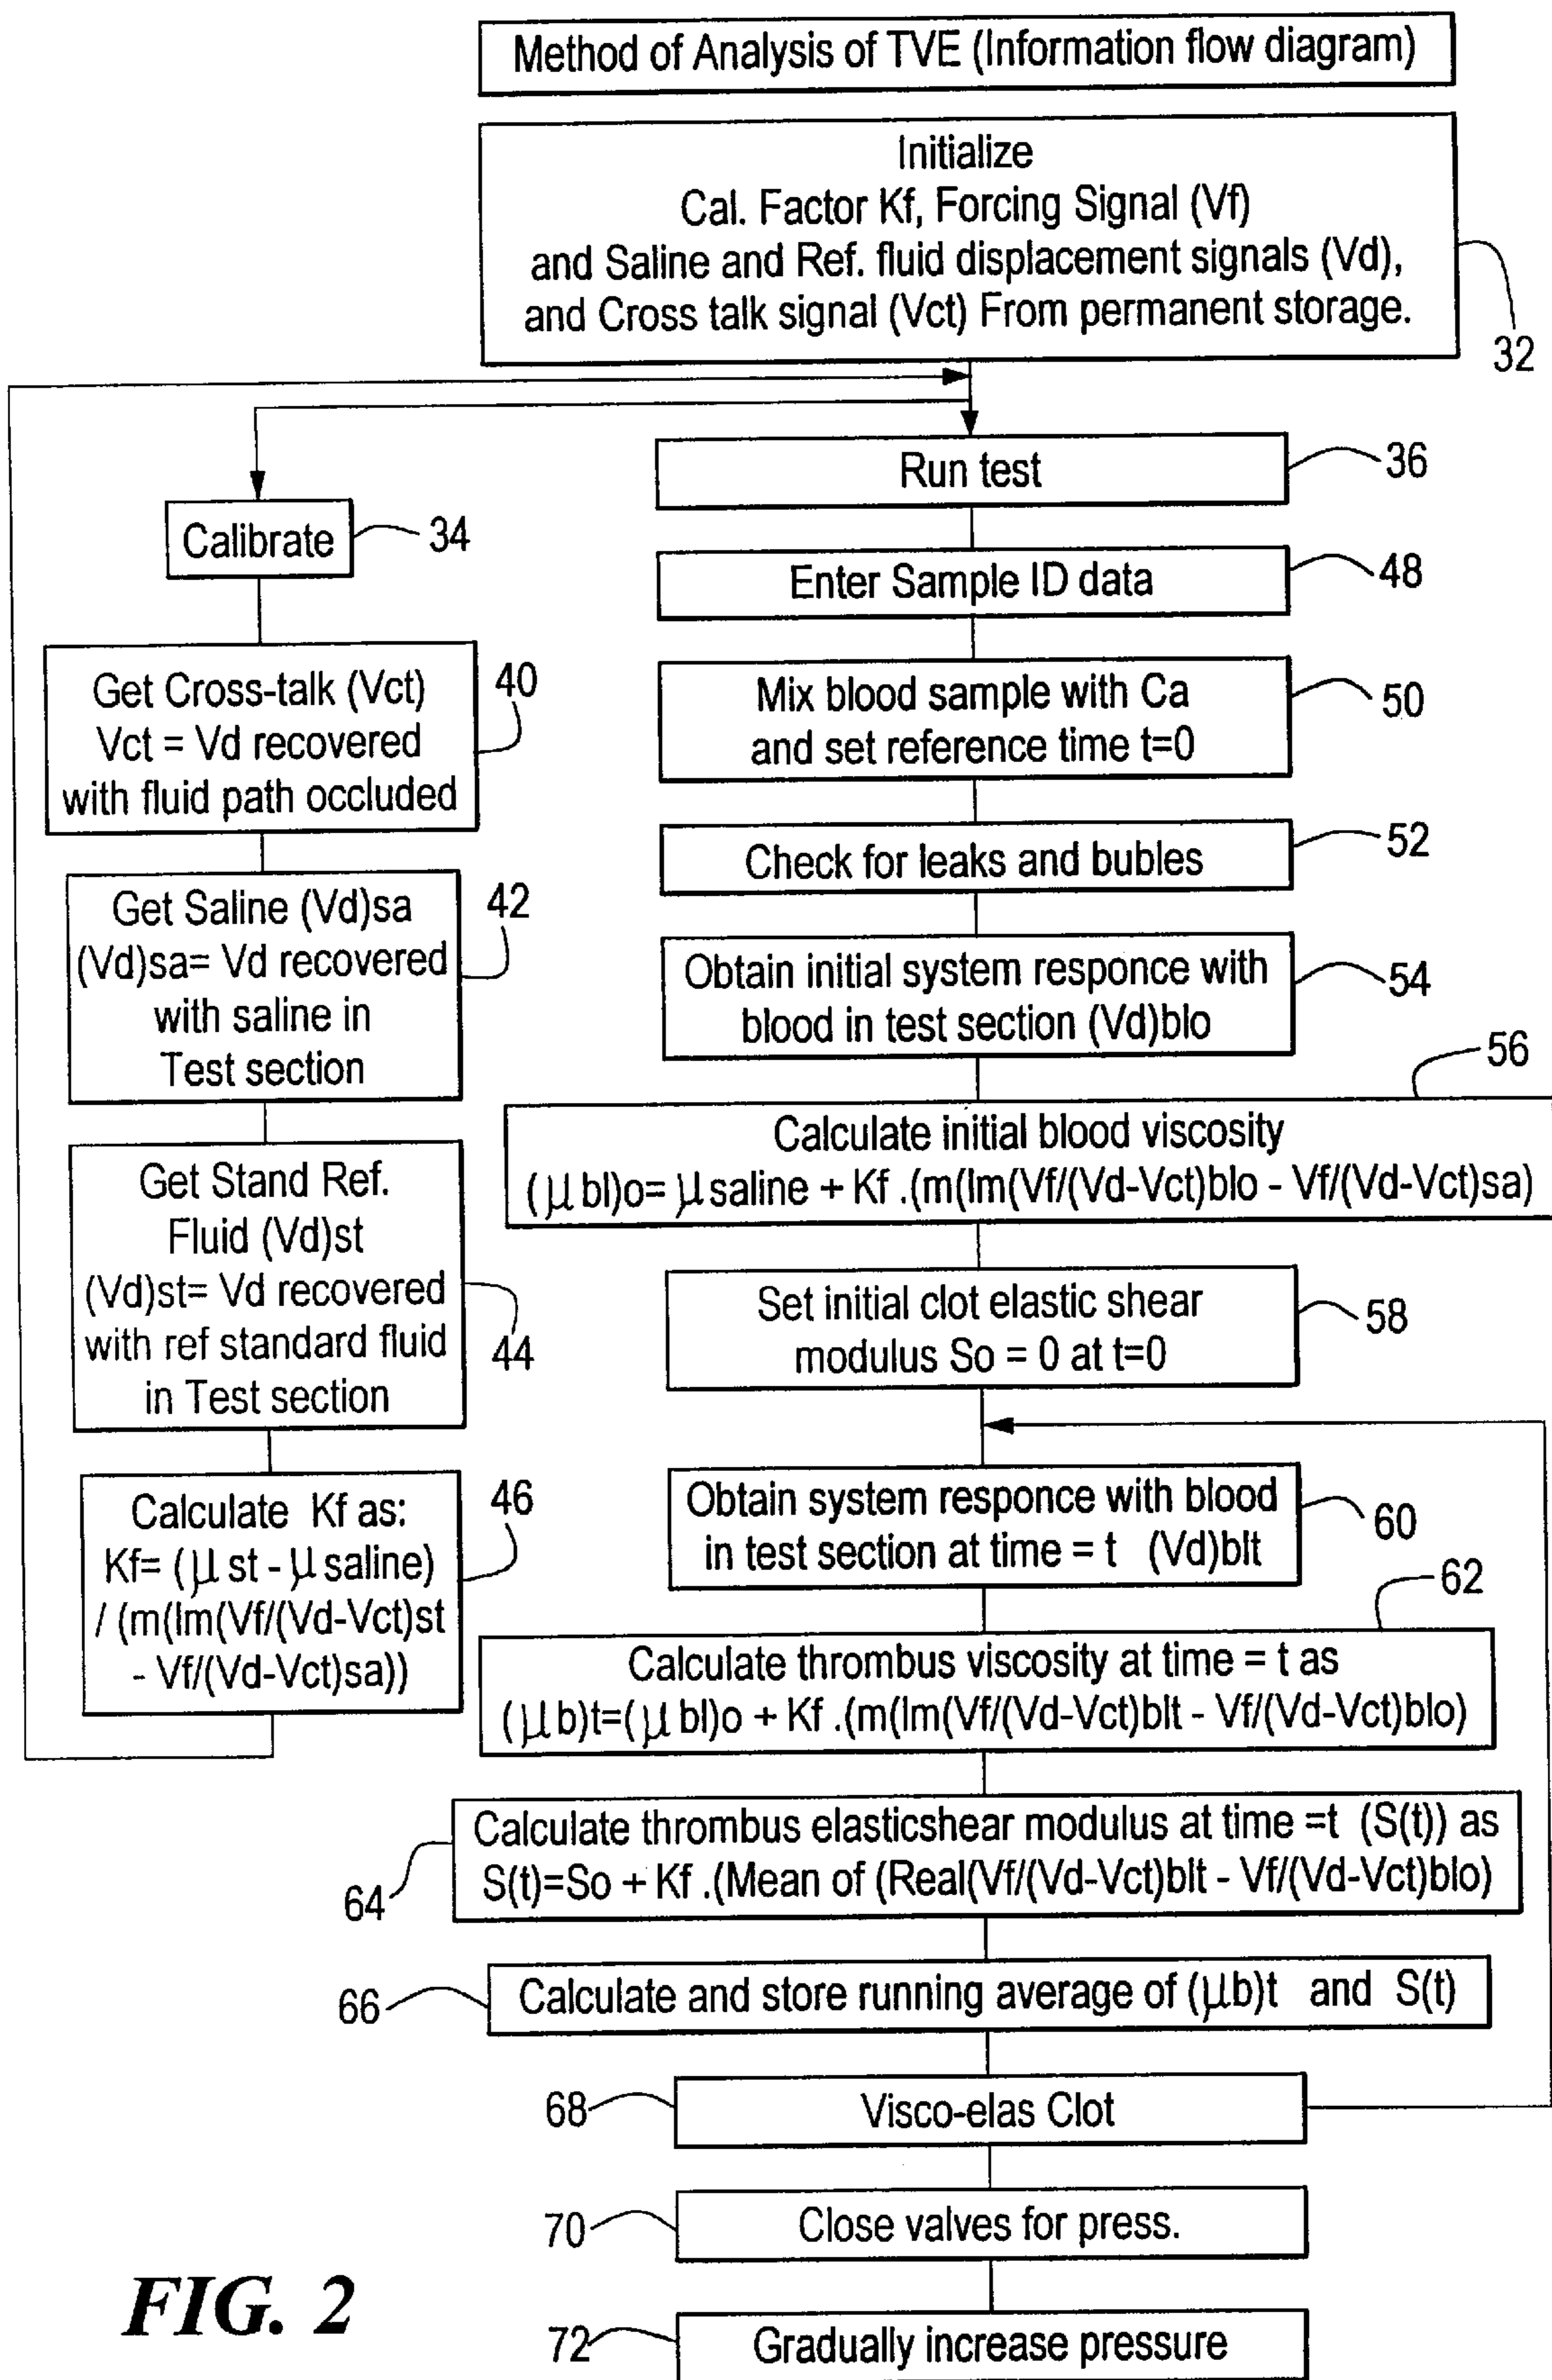 Method of Analysis of TVE (Information flow diagram)
Initialize
Cal. Factor Kf, Forcing Signal (Vf)
and Saline and Ref. fluid displacement signals (Vd),
and Cross talk signal (Vct) From permanent storage.
32
Run test
36
Calibrate
34
Enter Sample ID data
48
Get Cross-talk (Vct)
Vct = Vd recovered
with fluid path occluded
40
Mix blood sample with Ca
and set reference time t=0
50
Check for leaks and bubles
52
Get Saline (Vd)sa
(Vd)sa= Vd recovered
with saline in
Test section
42
Obtain initial system responce with
blood in test section (Vd)blo
54
56
Calculate initial blood viscosity
(μ bl)o= μ saline + Kf .(m(Im(Vf/(Vd-Vct)blo - Vf/(Vd-Vct)sa)
Get Stand Ref.
Fluid (Vd)st
(Vd)st= Vd recovered
with ref standard fluid
in Test section
44
Set initial clot elastic shear
modulus So = 0 at t=0
58
Calculate Kf as:
Kf= (μ st - μ saline)
/ (m(Im(Vf/(Vd-Vct)st
- Vf/(Vd-Vct)sa))
46
Obtain system responce with blood
in test section at time = t (Vd)blt
60
62
Calculate thrombus viscosity at time = t as
(μ b)t=(μ bl)o + Kf .(m(Im(Vf/(Vd-Vct)blt - Vf/(Vd-Vct)blo)
Calculate thrombus elasticshear modulus at time =t (S(t)) as
S(t)=So + Kf .(Mean of (Real(Vf/(Vd-Vct)blt - Vf/(Vd-Vct)blo)
64
Calculate and store running average of (μb)t and S(t)
66
Visco-elas Clot
68
Close valves for press.
70
Gradually increase pressure
72
FIG. 2